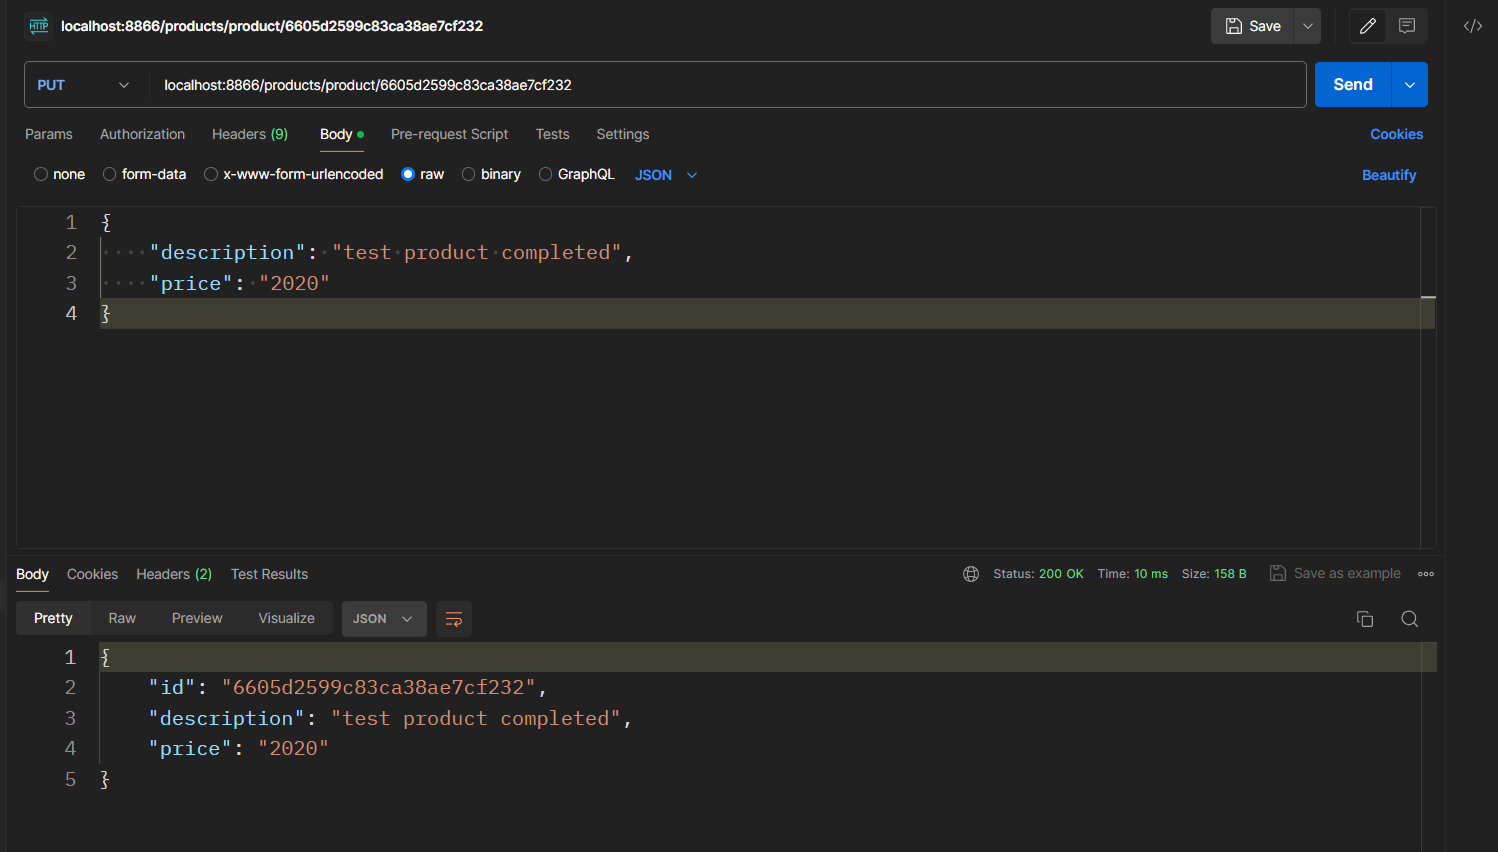 HTTP localhost:8866/products/product/6605d2599c83ca38ae7cf232 Save
PUT localhost:8866/products/product/6605d2599c83ca38ae7cf232 Send
Params Authorization Headers (9) Body Pre-request Script Tests Settings Cookies
none form-data x-www-form-urlencoded raw binary GraphQL JSON Beautify
1 {
2 "description": "test product completed",
3 "price": "2020"
4 }
Body Cookies Headers (2) Test Results Status: 200 OK Time: 10 ms Size: 158 B Save as example
Pretty Raw Preview Visualize JSON
1 {
2 "id": "6605d2599c83ca38ae7cf232",
3 "description": "test product completed",
4 "price": "2020"
5 }